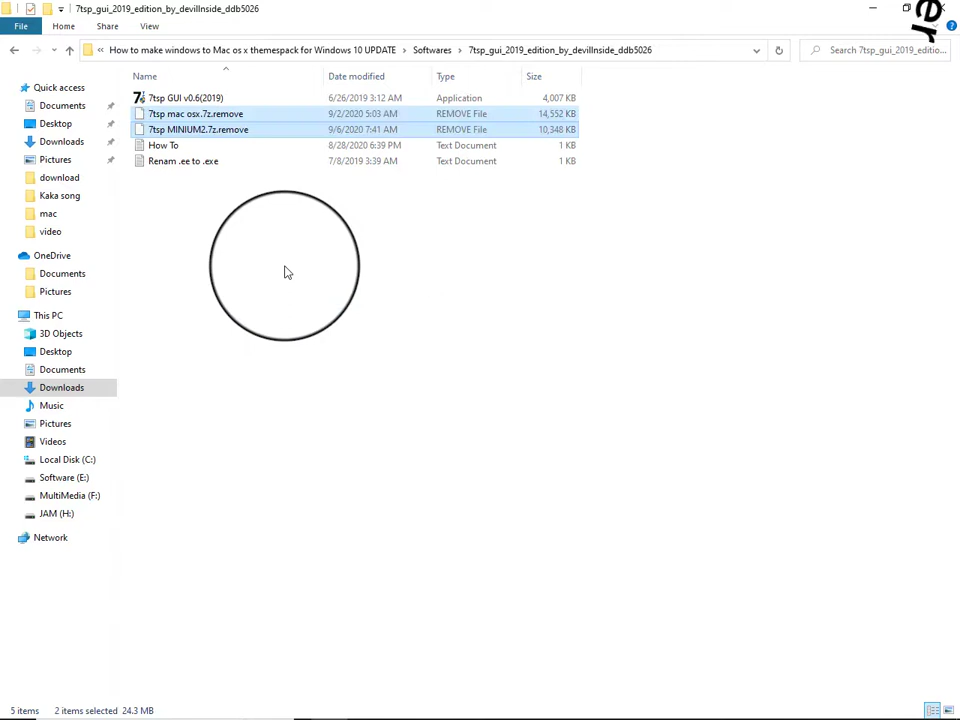 7tsp_gui_2019_edition_by_devilInside_ddb5026
File Home Share View
« How to make windows to Mac os x themespack for Windows 10 UPDATE > Softwares > 7tsp_gui_2019_edition_by_devilInside_ddb5026 Search 7tsp_gui_2019_editio...
Name Date modified Type Size
Quick access
Documents
Desktop
Downloads
Pictures
download
Kaka song
mac
video
OneDrive
Documents
Pictures
This PC
3D Objects
Desktop
Documents
Downloads
Music
Pictures
Videos
Local Disk (C:)
Software (E:)
MultiMedia (F:)
JAM (H:)
Network
7tsp GUI v0.6(2019) 6/26/2019 3:12 AM Application 4,007 KB
7tsp mac osx.7z.remove 9/2/2020 5:03 AM REMOVE File 14,552 KB
7tsp MINIUM2.7z.remove 9/6/2020 7:41 AM REMOVE File 10,348 KB
How To 8/28/2020 6:39 PM Text Document 1 KB
Renam .ee to .exe 7/8/2019 3:39 AM Text Document 1 KB
5 items 2 items selected 24.3 MB